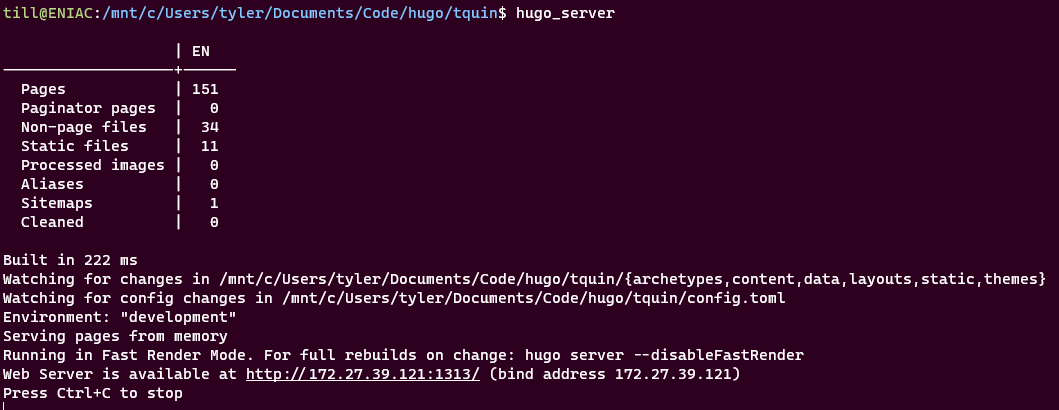 till@ENIAC:/mnt/c/Users/tyler/Documents/Code/hugo/tquin$ hugo_server
| EN
-------------------+------
Pages | 151
Paginator pages | 0
Non-page files | 34
Static files | 11
Processed images | 0
Aliases | 0
Sitemaps | 1
Cleaned | 0
Built in 222 ms
Watching for changes in /mnt/c/Users/tyler/Documents/Code/hugo/tquin/{archetypes,content,data,layouts,static,themes}
Watching for config changes in /mnt/c/Users/tyler/Documents/Code/hugo/tquin/config.toml
Environment: "development"
Serving pages from memory
Running in Fast Render Mode. For full rebuilds on change: hugo server --disableFastRender
Web Server is available at http://172.27.39.121:1313/ (bind address 172.27.39.121)
Press Ctrl+C to stop